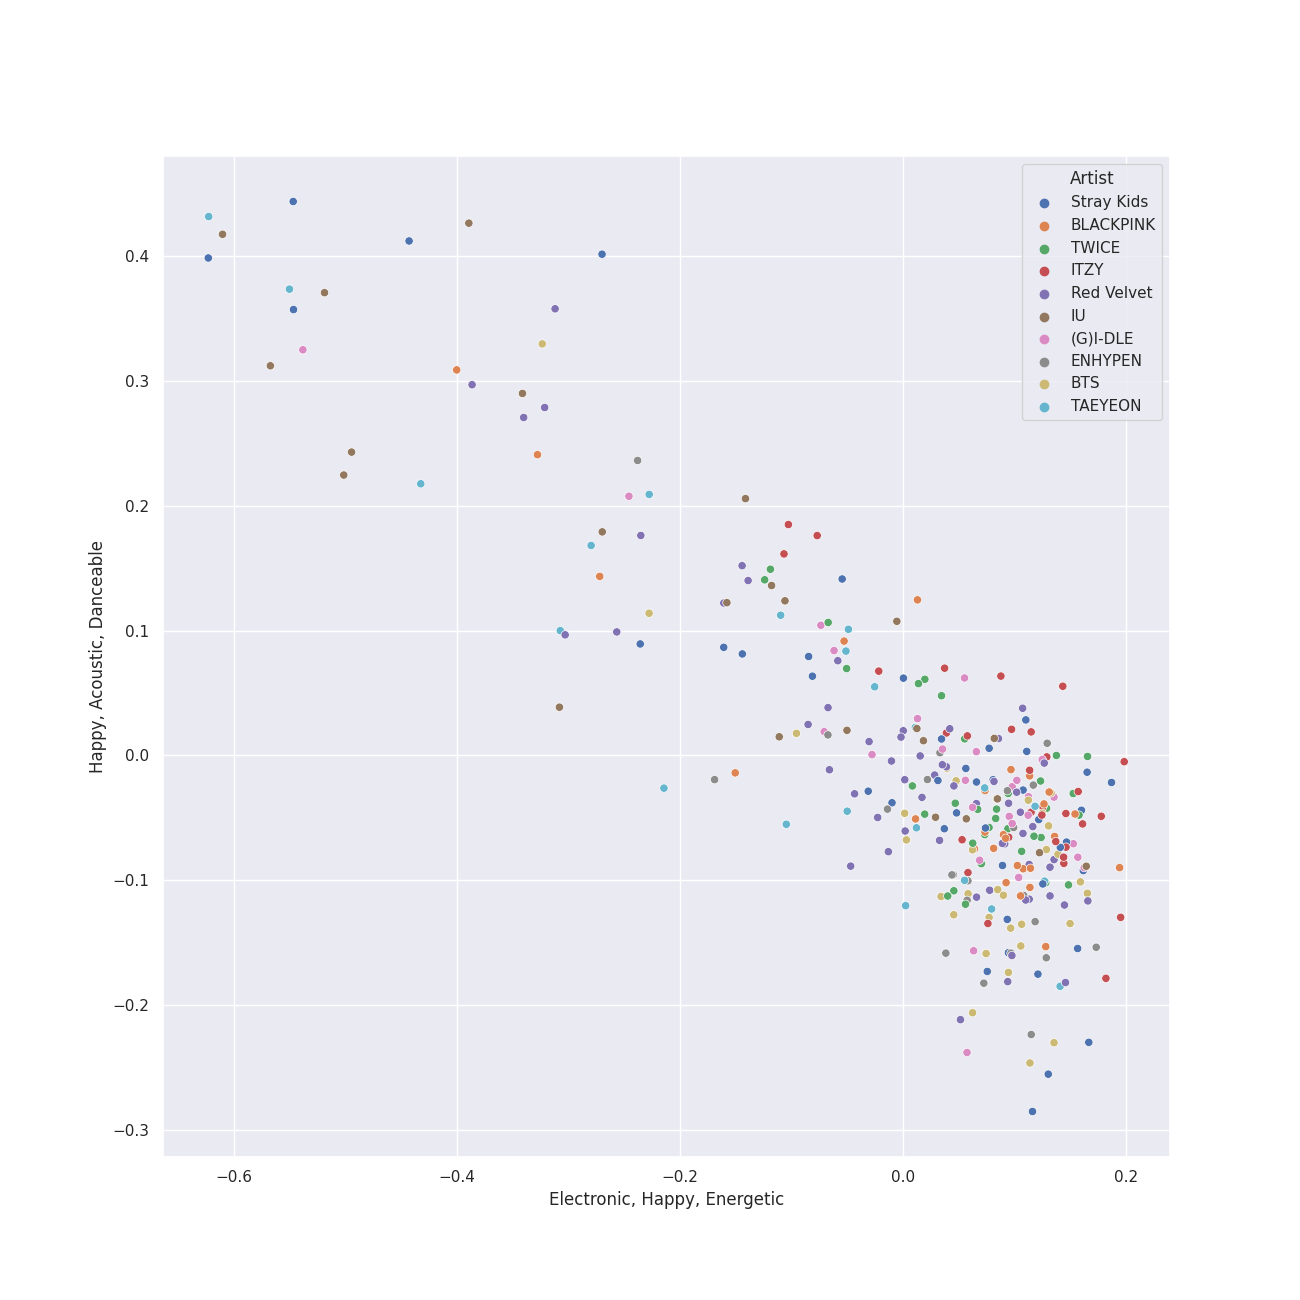 Artist
Stray Kids
BLACKPINK
TWICE
ITZY
Red Velvet
IU
(G)I-DLE
ENHYPEN
BTS
TAEYEON
Happy, Acoustic, Danceable
0.4
0.3
0.2
0.1
0.0
−0.1
−0.2
−0.3
−0.6 −0.4 −0.2 0.0 0.2
Electronic, Happy, Energetic